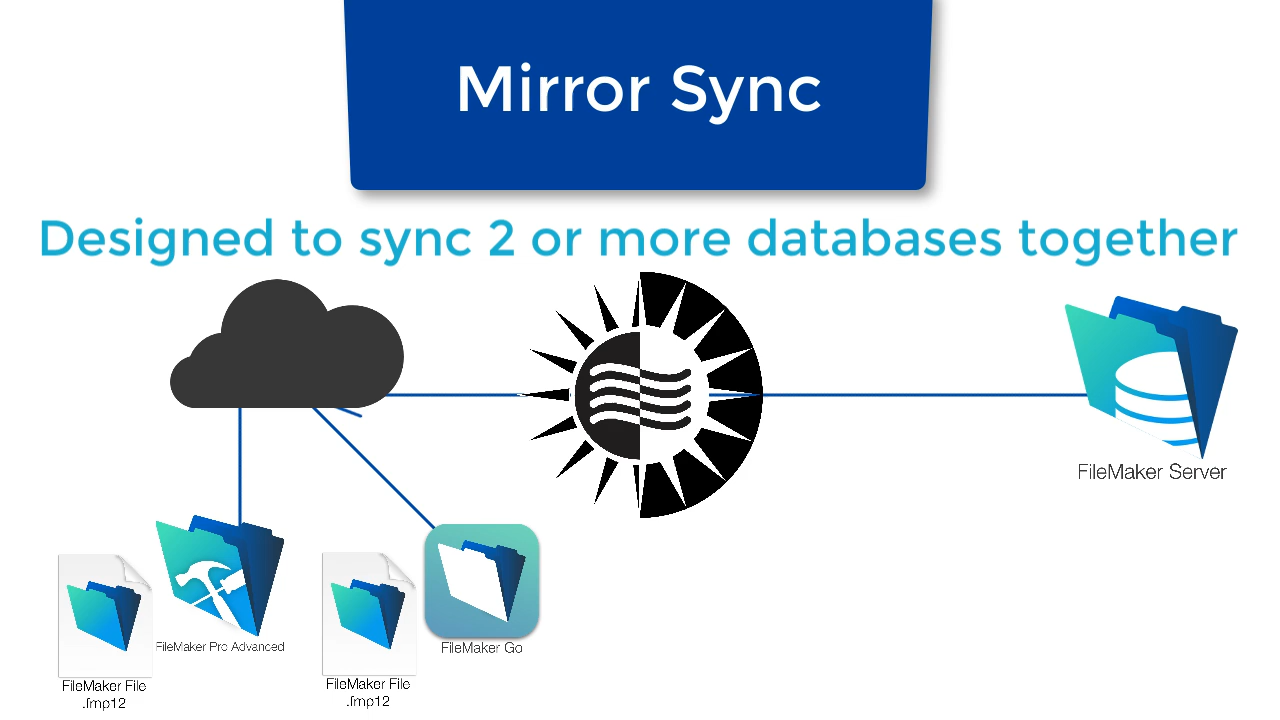 Mirror Sync
Designed to sync 2 or more databases together
FileMaker Server
FileMaker Pro Advanced
FileMaker Go
FileMaker File
.fmp12
FileMaker File
.fmp12